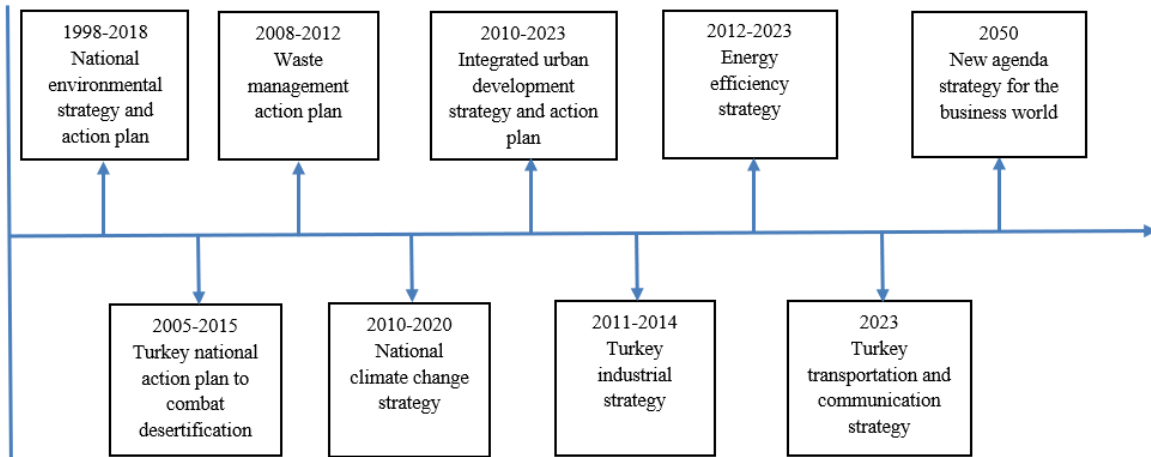 1998-2018
National
environmental
strategy and
action plan
2008-2012
Waste
management
action plan
2010-2023
Integrated urban
development
strategy and action
plan
2012-2023
Energy
efficiency
strategy
2050
New agenda
strategy for the
business world
2005-2015
Turkey national
action plan to
combat
desertification
2010-2020
National
climate change
strategy
2011-2014
Turkey
industrial
strategy
2023
Turkey
transportation and
communication
strategy